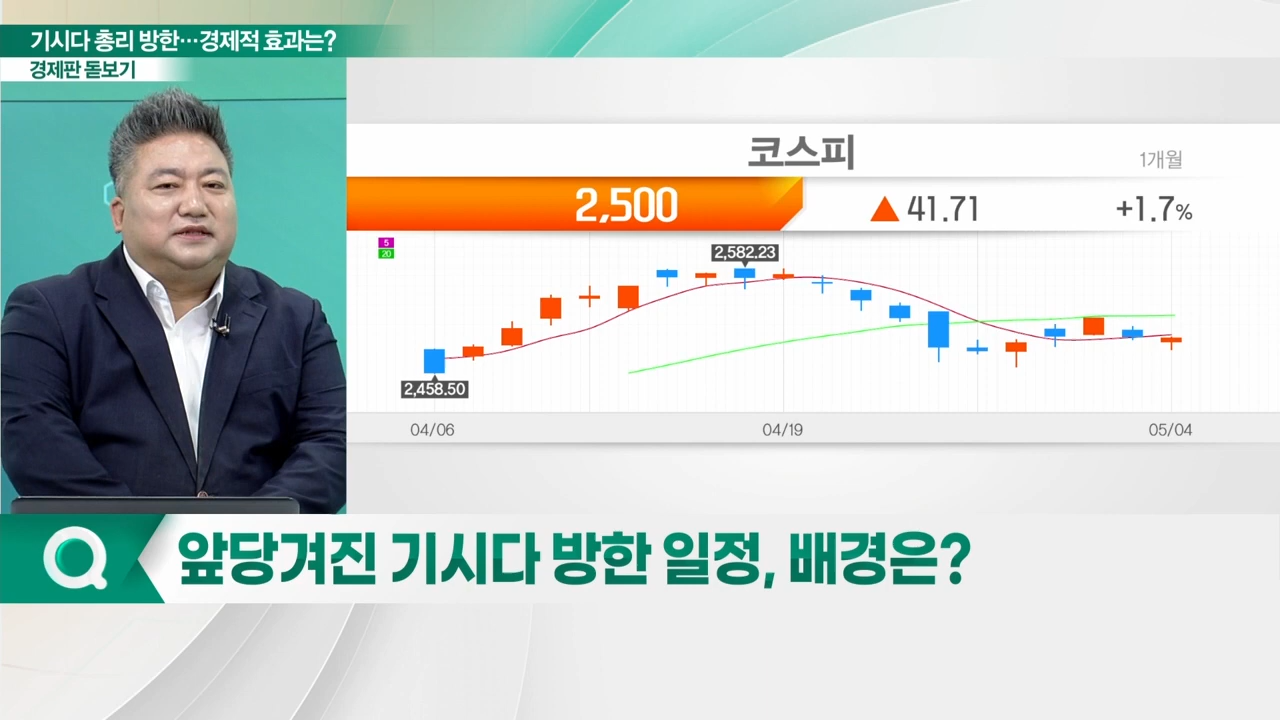 기시다 총리 방한…경제적 효과는?
경제판 돋보기
코스피
1개월
2,500 ▲ 41.71 +1.7%
5
20
2,582.23
2,458.50
04/06 04/19 05/04
앞당겨진 기시다 방한 일정, 배경은?